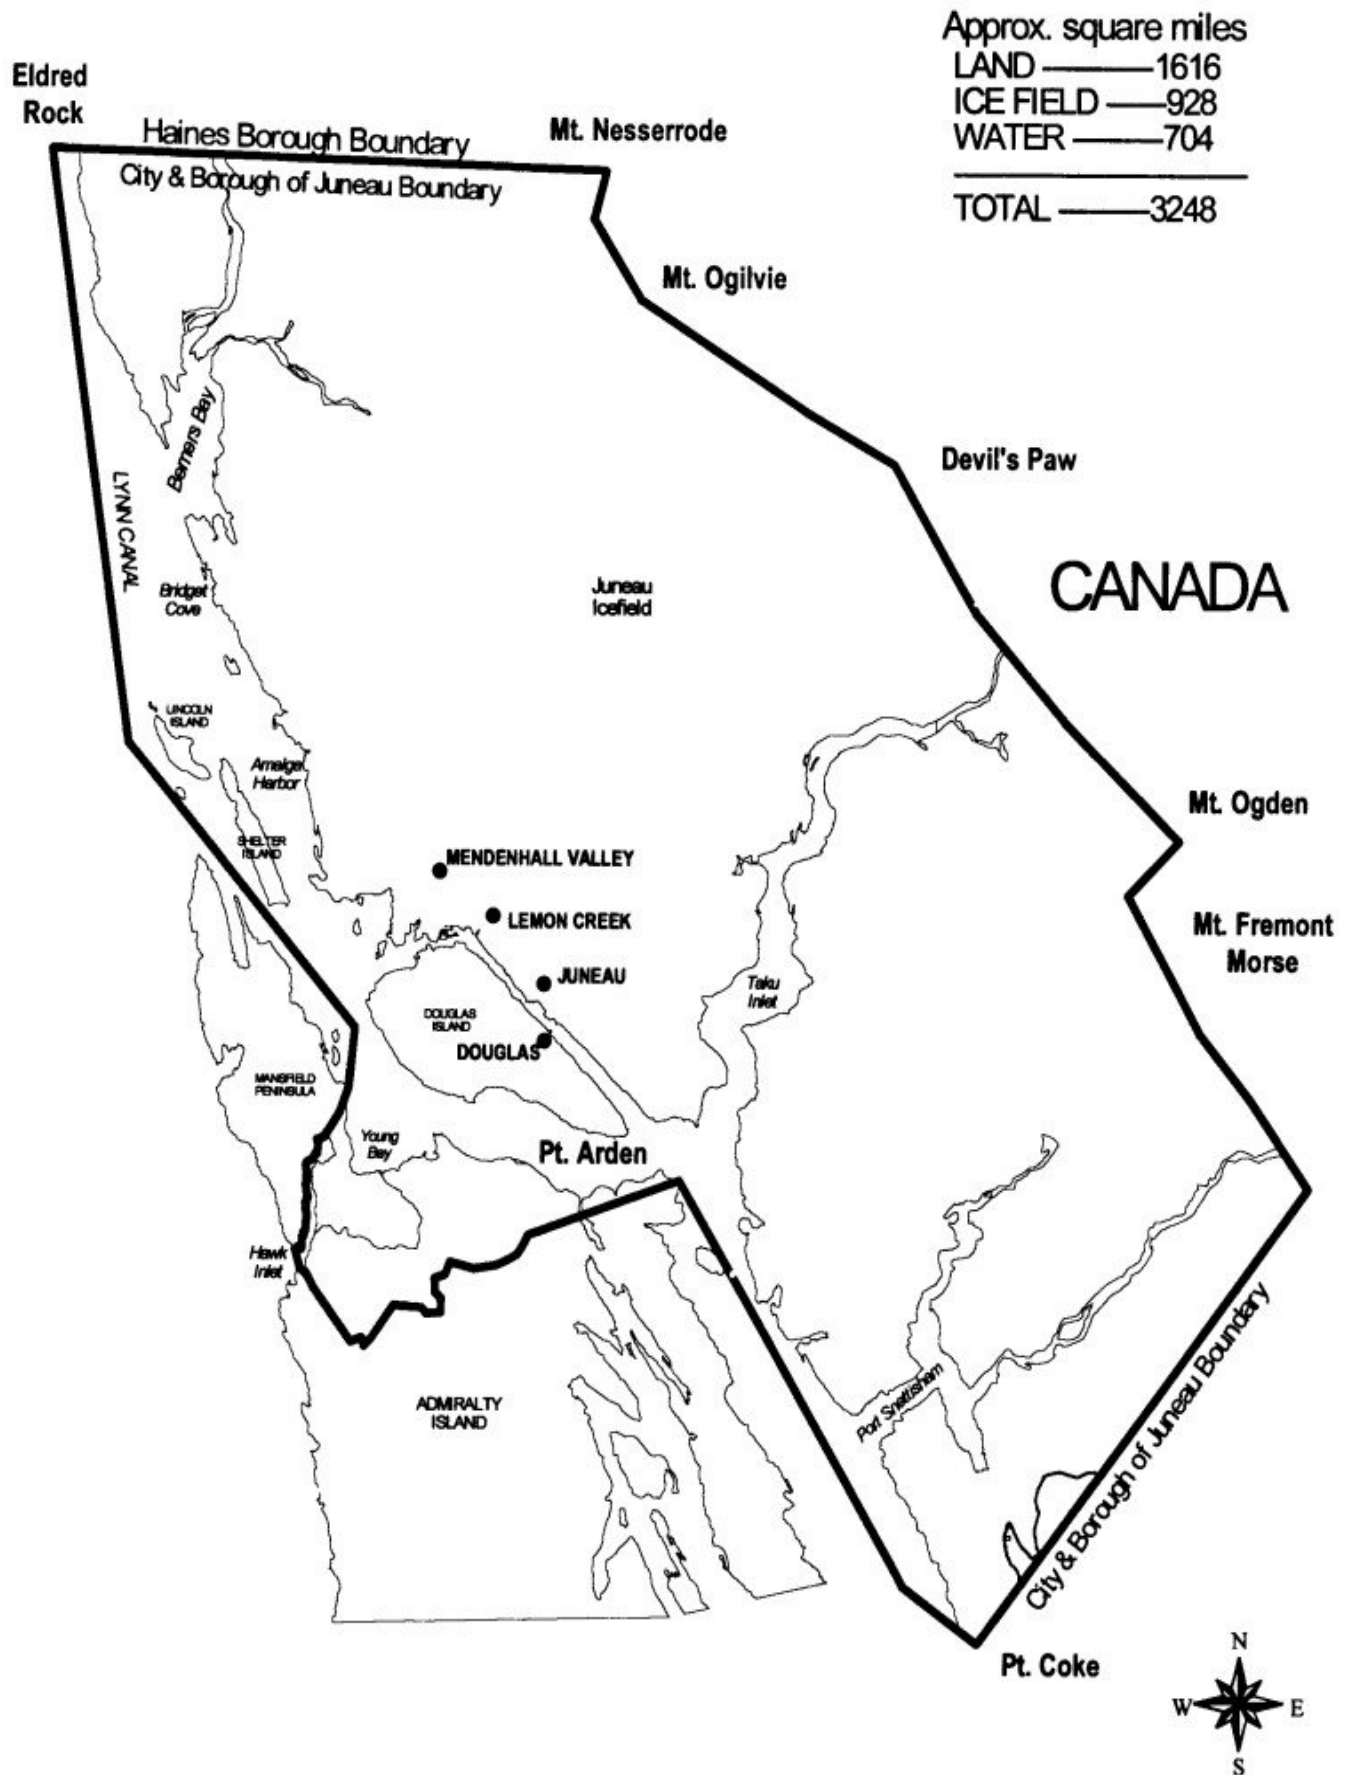 Approx. square miles
LAND 1616
ICE FIELD 928
WATER 704
TOTAL 3248
Eldred
Rock
Haines Borough Boundary
City & Borough of Juneau Boundary
Mt. Nesserrode
Mt. Ogilvie
Devil's Paw
CANADA
Berners Bay
LYNN CANAL
Bridget
Cove
Juneau
Icefield
LINCOLN
ISLAND
Amalga
Harbor
SHELTER
ISLAND
Mt. Ogden
MENDENHALL VALLEY
LEMON CREEK
Mt. Fremont
Morse
JUNEAU
Taku
Inlet
DOUGLAS
ISLAND
DOUGLAS
MANSFIELD
PENINSULA
Young
Bay
Pt. Arden
Hawk
Inlet
ADMIRALTY
ISLAND
Port Snettisham
City & Borough of Juneau Boundary
Pt. Coke
N
W E
S